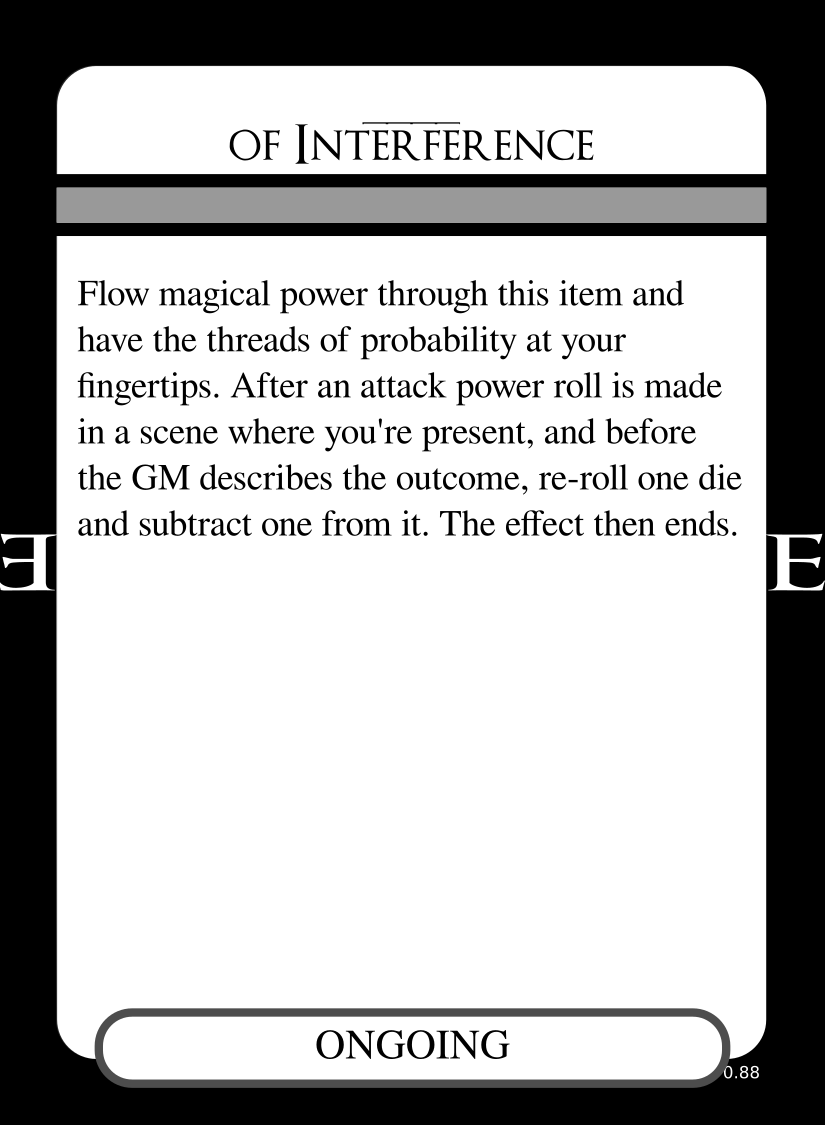 _____
OF INTERFERENCE
Flow magical power through this item and
have the threads of probability at your
fingertips. After an attack power roll is made
in a scene where you're present, and before
the GM describes the outcome, re-roll one die
and subtract one from it. The effect then ends.
E
E
ONGOING
0.88